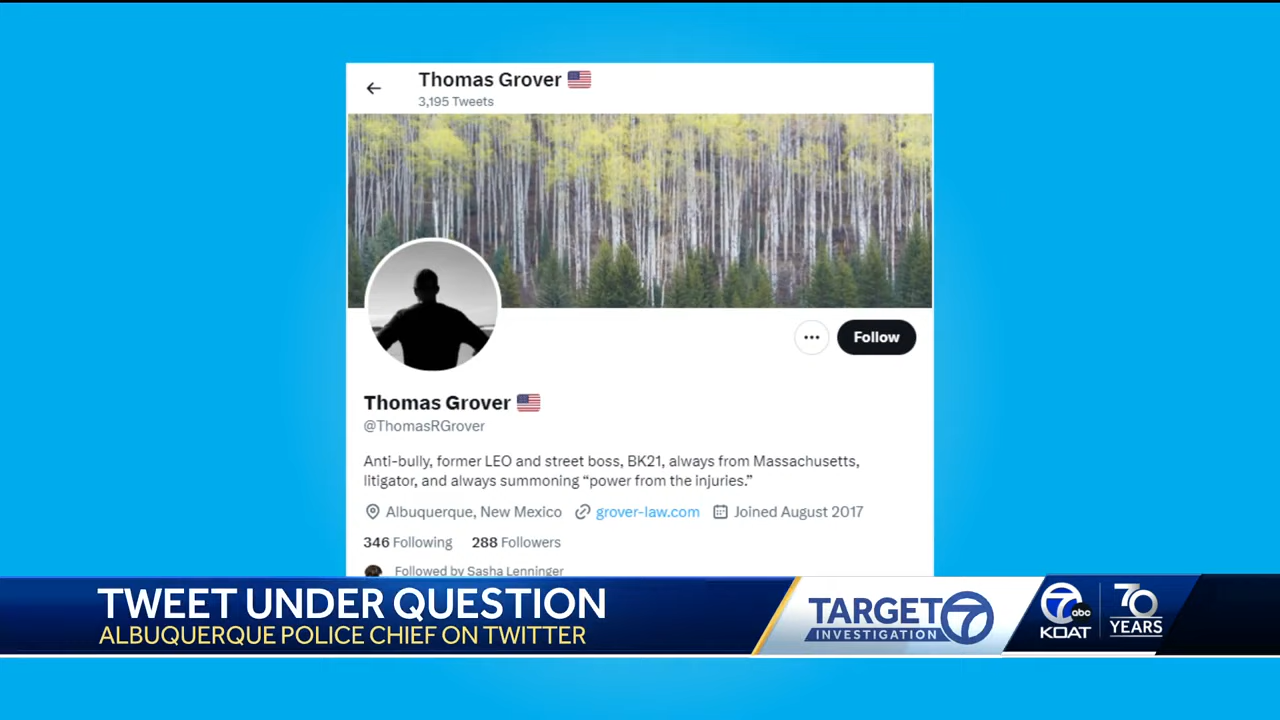 Thomas Grover 🇺🇸
3,195 Tweets
Follow
Thomas Grover 🇺🇸
@ThomasRGrover
Anti-bully, former LEO and street boss, BK21, always from Massachusetts,
litigator, and always summoning “power from the injuries.”
Albuquerque, New Mexico grover-law.com Joined August 2017
346 Following 288 Followers
Followed by Sasha Lenninger
TWEET UNDER QUESTION
ALBUQUERQUE POLICE CHIEF ON TWITTER
TARGET 7
INVESTIGATION
7 abc
KOAT
70
YEARS